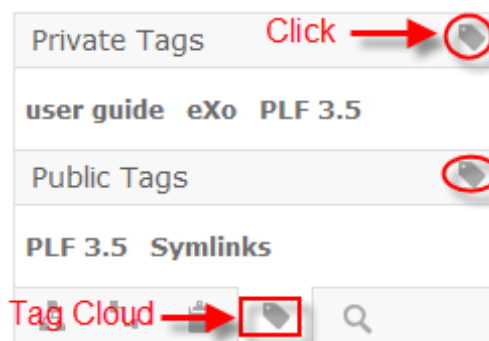 Private Tags Click
user guide eXo PLF 3.5
Public Tags
PLF 3.5 Symlinks
Tag Cloud